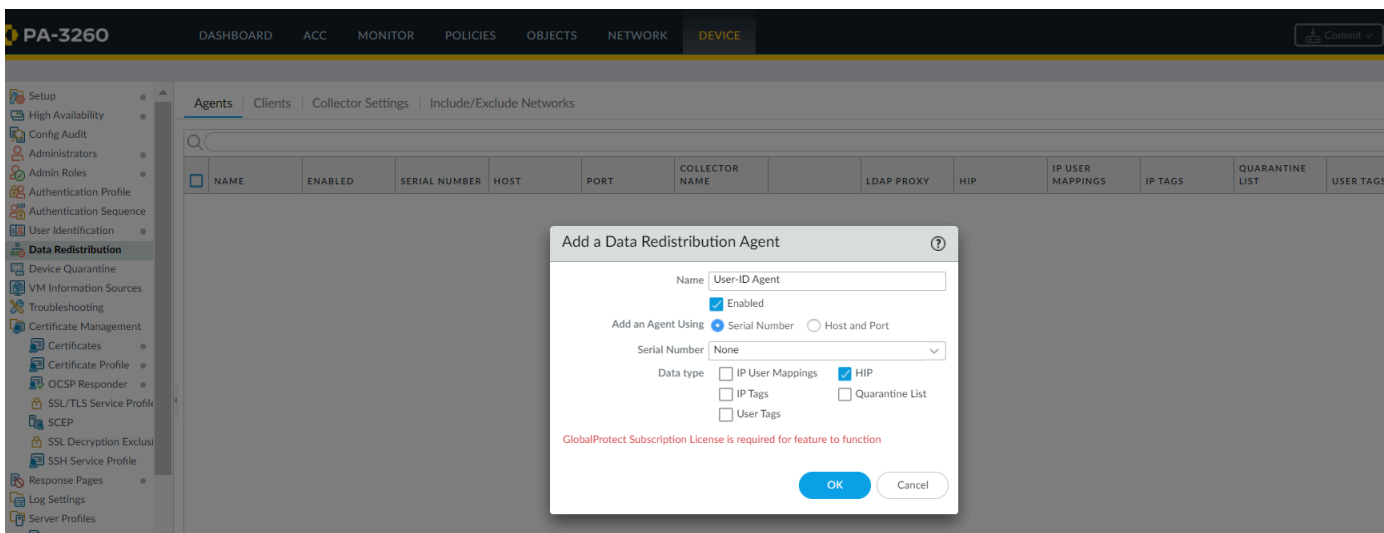 PA-3260 DASHBOARD ACC MONITOR POLICIES OBJECTS NETWORK DEVICE Commit
Setup
High Availability
Config Audit
Administrators
Admin Roles
Authentication Profile
Authentication Sequence
User Identification
Data Redistribution
Device Quarantine
VM Information Sources
Troubleshooting
Certificate Management
Certificates
Certificate Profile
OCSP Responder
SSL/TLS Service Profile
SCEP
SSL Decryption Exclusi
SSH Service Profile
Response Pages
Log Settings
Server Profiles
Agents Clients Collector Settings Include/Exclude Networks
NAME ENABLED SERIAL NUMBER HOST PORT COLLECTOR NAME LDAP PROXY HIP IP USER MAPPINGS IP TAGS QUARANTINE LIST USER TAGS
Add a Data Redistribution Agent
Name User-ID Agent
Enabled
Add an Agent Using Serial Number Host and Port
Serial Number None
Data type IP User Mappings HIP
IP Tags Quarantine List
User Tags
GlobalProtect Subscription License is required for feature to function
OK Cancel